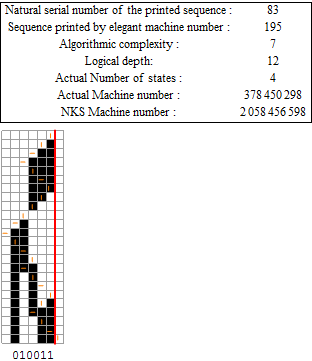 Natural serial number of the printed sequence : 83
Sequence printed by elegant machine number : 195
Algorithmic complexity : 7
Logical depth: 12
Actual Number of states : 4
Actual Machine number : 378 450 298
NKS Machine number : 2 058 456 598
010011